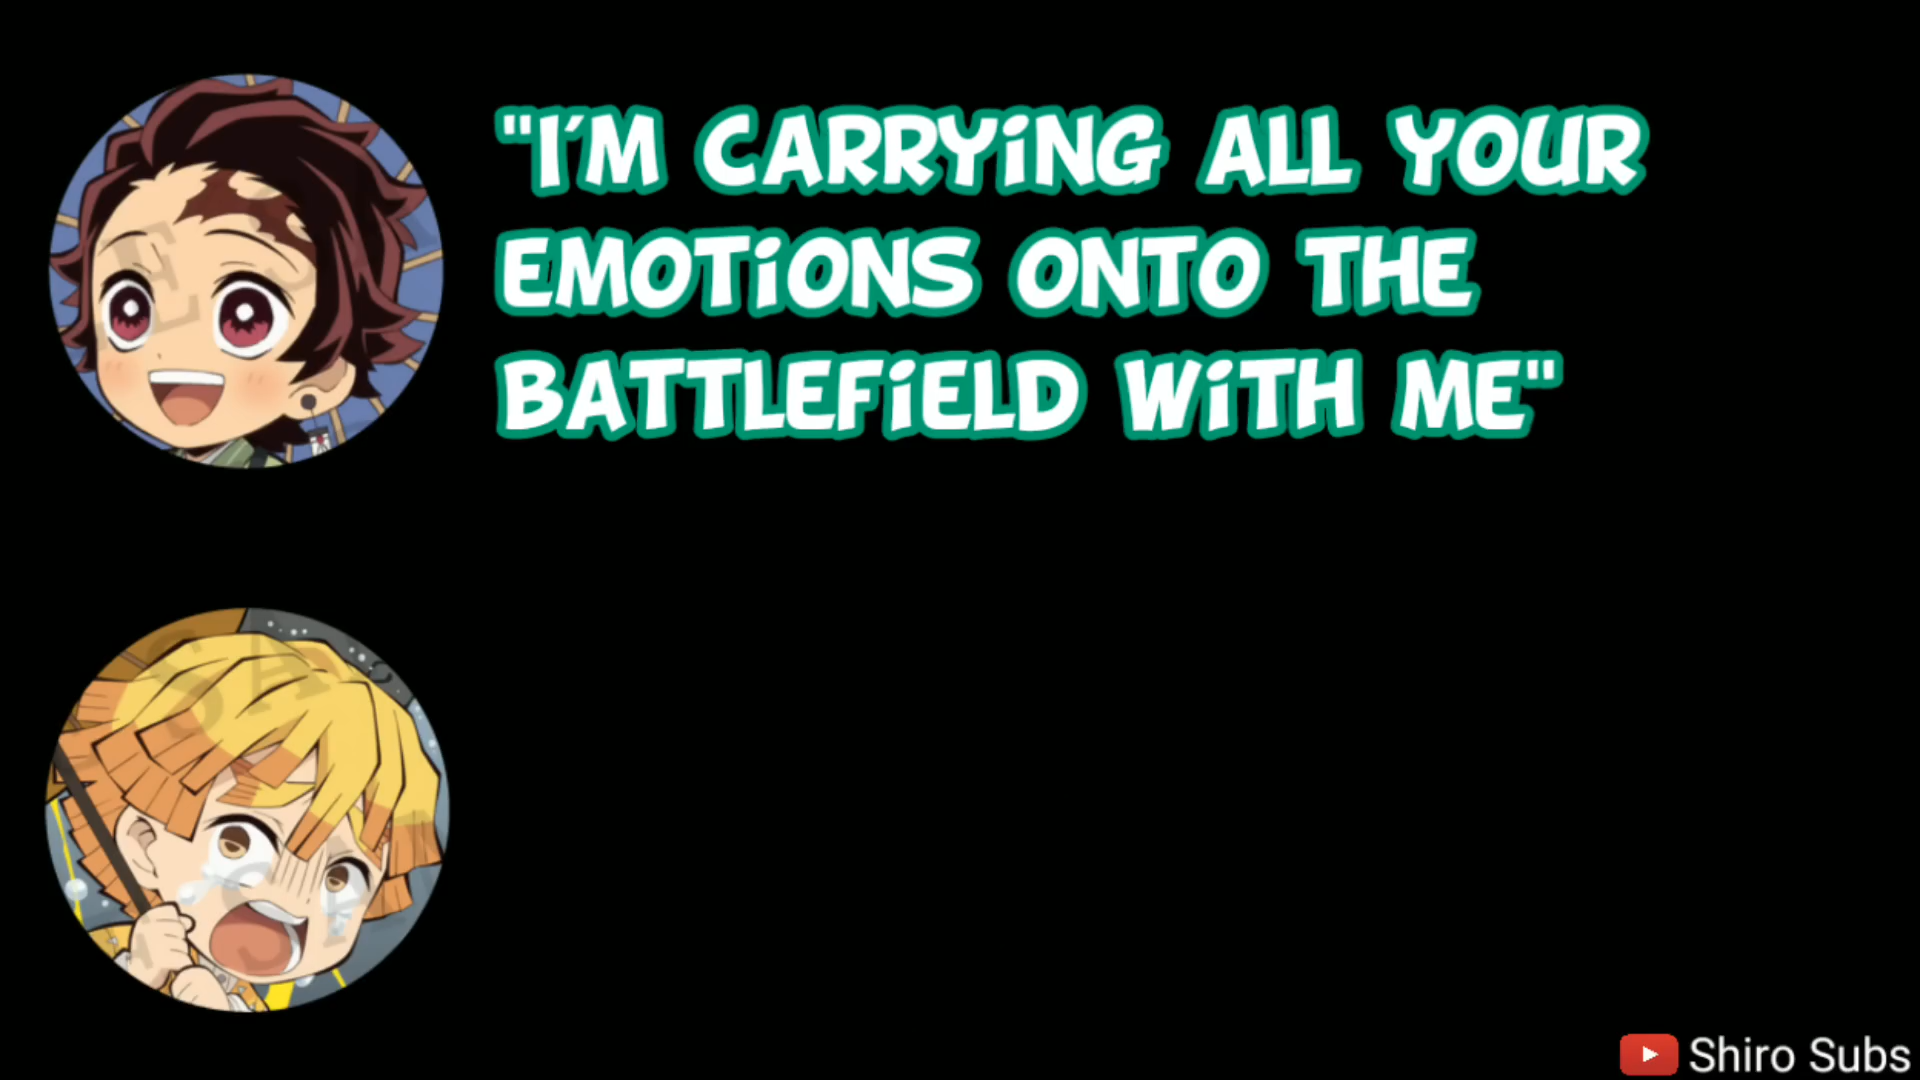 "I'M CARRYING ALL YOUR
EMOTIONS ONTO THE
BATTLEFIELD WITH ME"
Shiro Subs